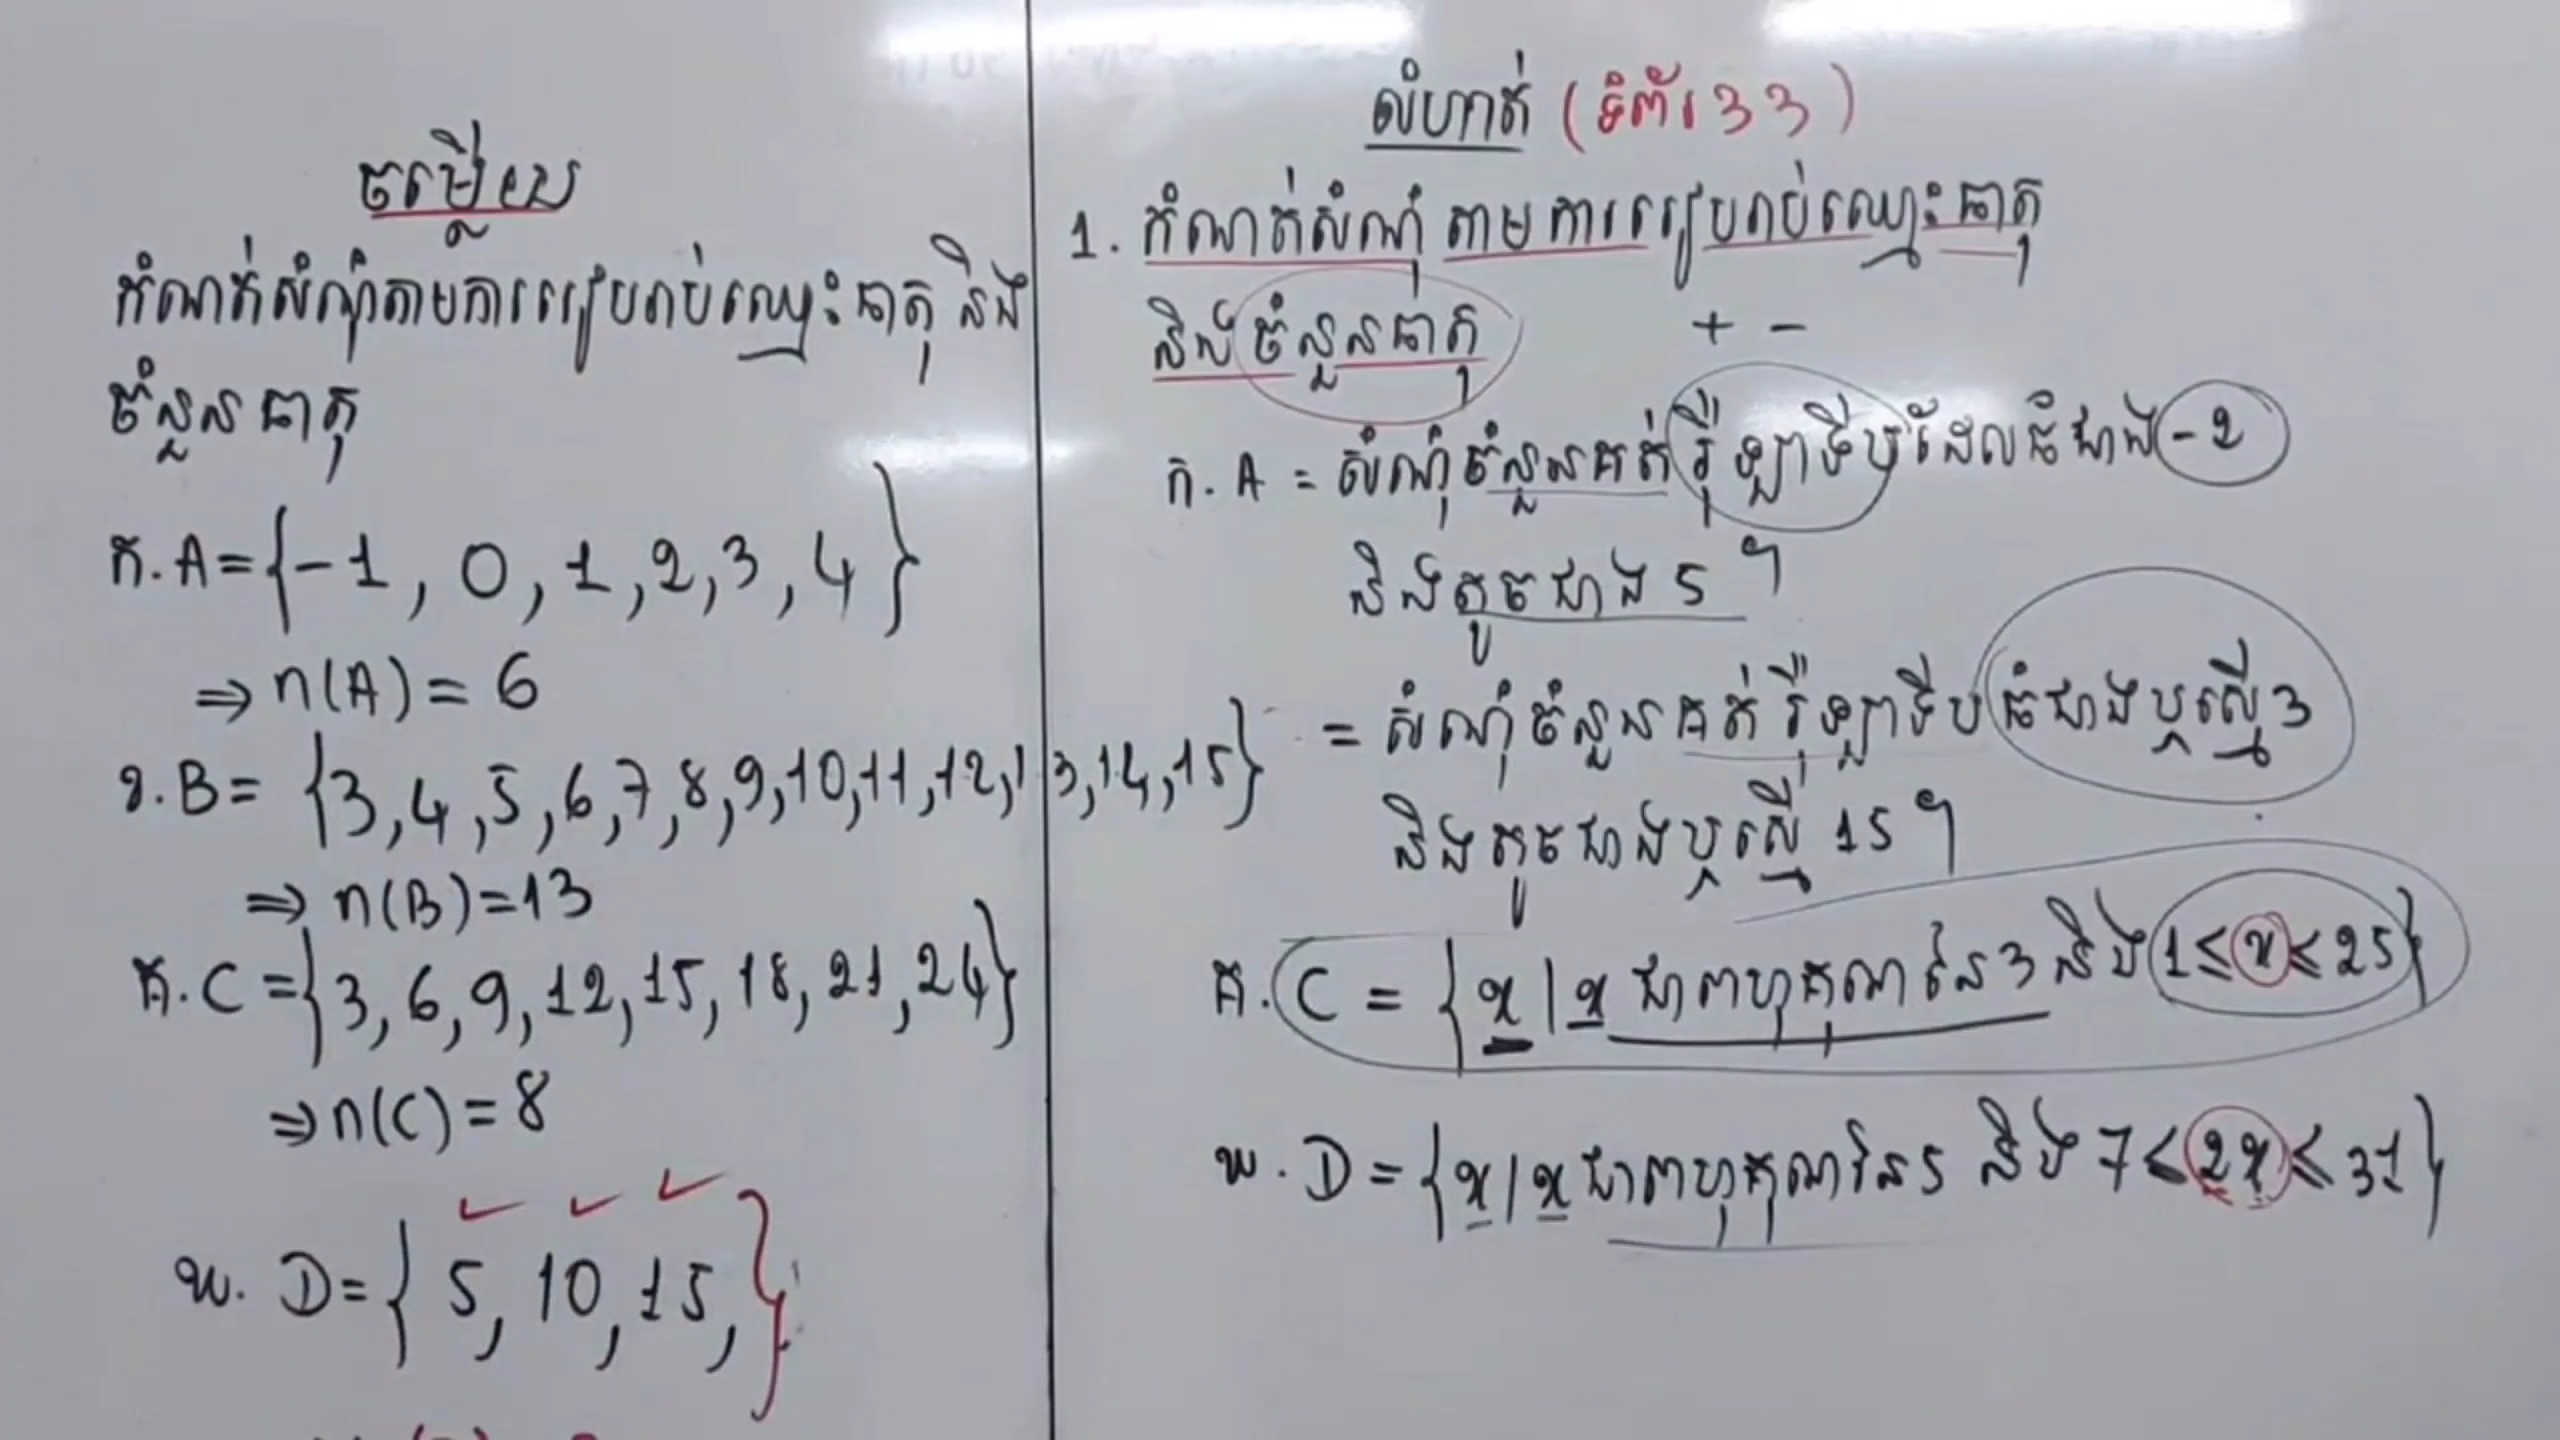 ចម្លើយ
កំណត់សំណុំតាមការរៀបរាប់ឈ្មោះធាតុ និង
ចំនួនធាតុ
ក. A = {-1, 0, 1, 2, 3, 4}
⇒ n(A) = 6
ខ. B = {3, 4, 5, 6, 7, 8, 9, 10, 11, 12, 13, 14, 15}
⇒ n(B) = 13
គ. C = {3, 6, 9, 12, 15, 18, 21, 24}
⇒ n(C) = 8
ឃ. D = {5, 10, 15, }
លំហាត់ (ទំព័រ 33)
1. កំណត់សំណុំ តាមការរៀបរាប់ឈ្មោះធាតុ
និងចំនួនធាតុ
+ −
ក. A = សំណុំចំនួនគត់រ៉ឺឡាទីបដែលធំជាង -2
និងតូចជាង 5 ។
= សំណុំចំនួនគត់រ៉ឺឡាទីបធំជាងឬស្មើ 3
និងតូចជាងឬស្មើ 15 ។
គ. C = {x | x ជាពហុគុណនៃ 3 និង 1 ≤ x ≤ 25}
ឃ. D = {x | x ជាពហុគុណនៃ 5 និង 7 ≤ 2x ≤ 31}